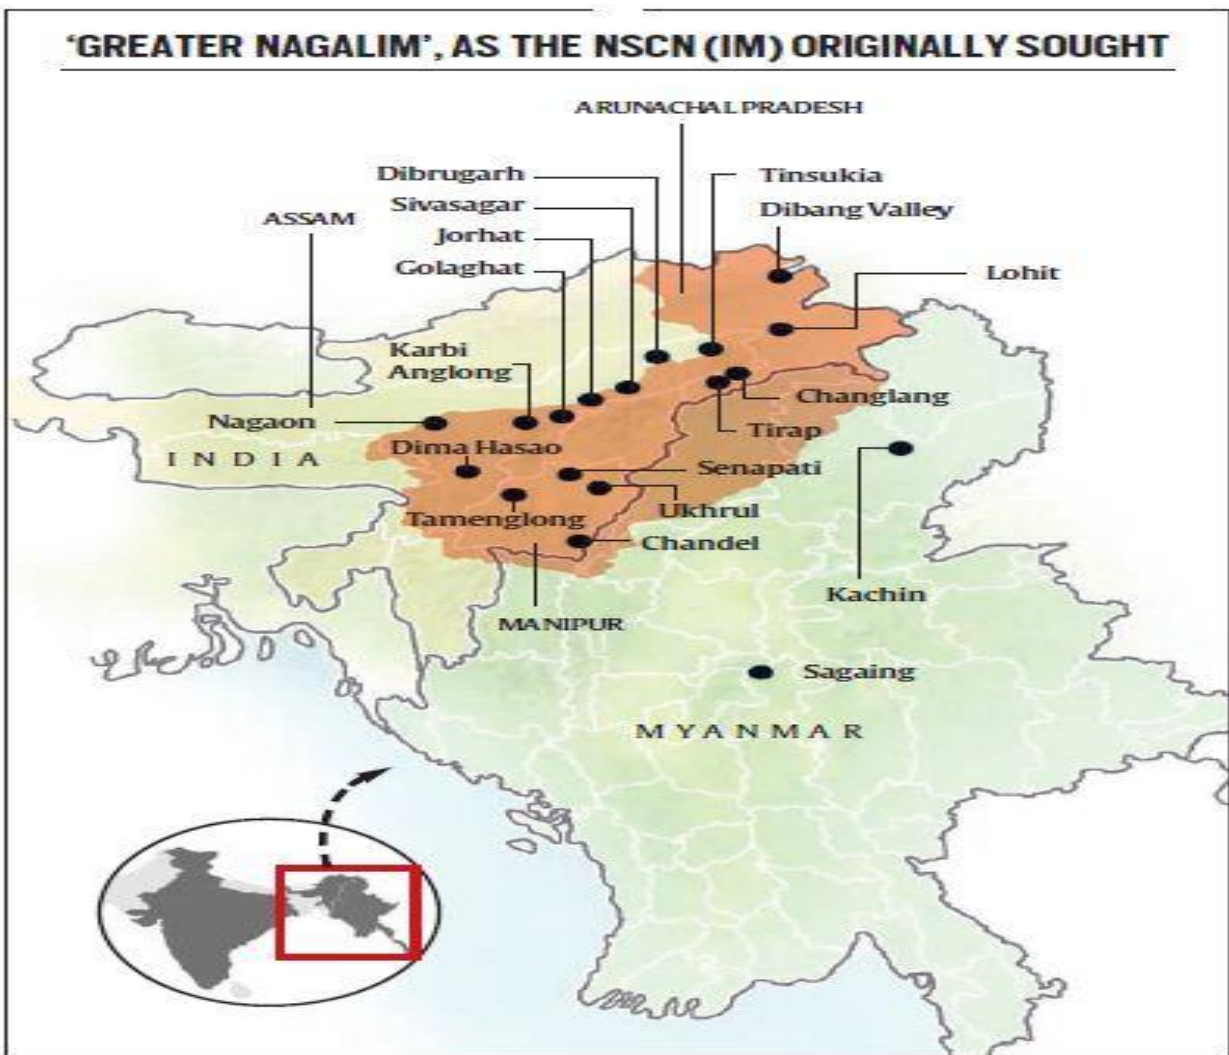 ‘GREATER NAGALIM’, AS THE NSCN (IM) ORIGINALLY SOUGHT
ARUNACHAL PRADESH
Dibrugarh
Tinsukia
Sivasagar
Dibang Valley
ASSAM
Jorhat
Golaghat
Lohit
Karbi
Anglong
Changlang
Nagaon
Tirap
Dima Hasao
INDIA
Senapati
Ukhrul
Tamenglong
Chandel
Kachin
MANIPUR
Sagaing
MYANMAR